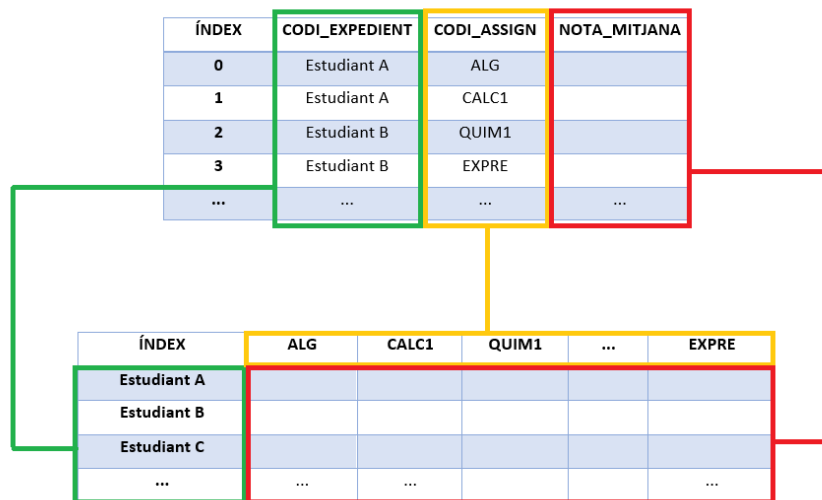 ÍNDEX CODI_EXPEDIENT CODI_ASSIGN NOTA_MITJANA
0 Estudiant A ALG
1 Estudiant A CALC1
2 Estudiant B QUIM1
3 Estudiant B EXPRE
... ... ... ...
ÍNDEX ALG CALC1 QUIM1 ... EXPRE
Estudiant A
Estudiant B
Estudiant C
... ... ... ...